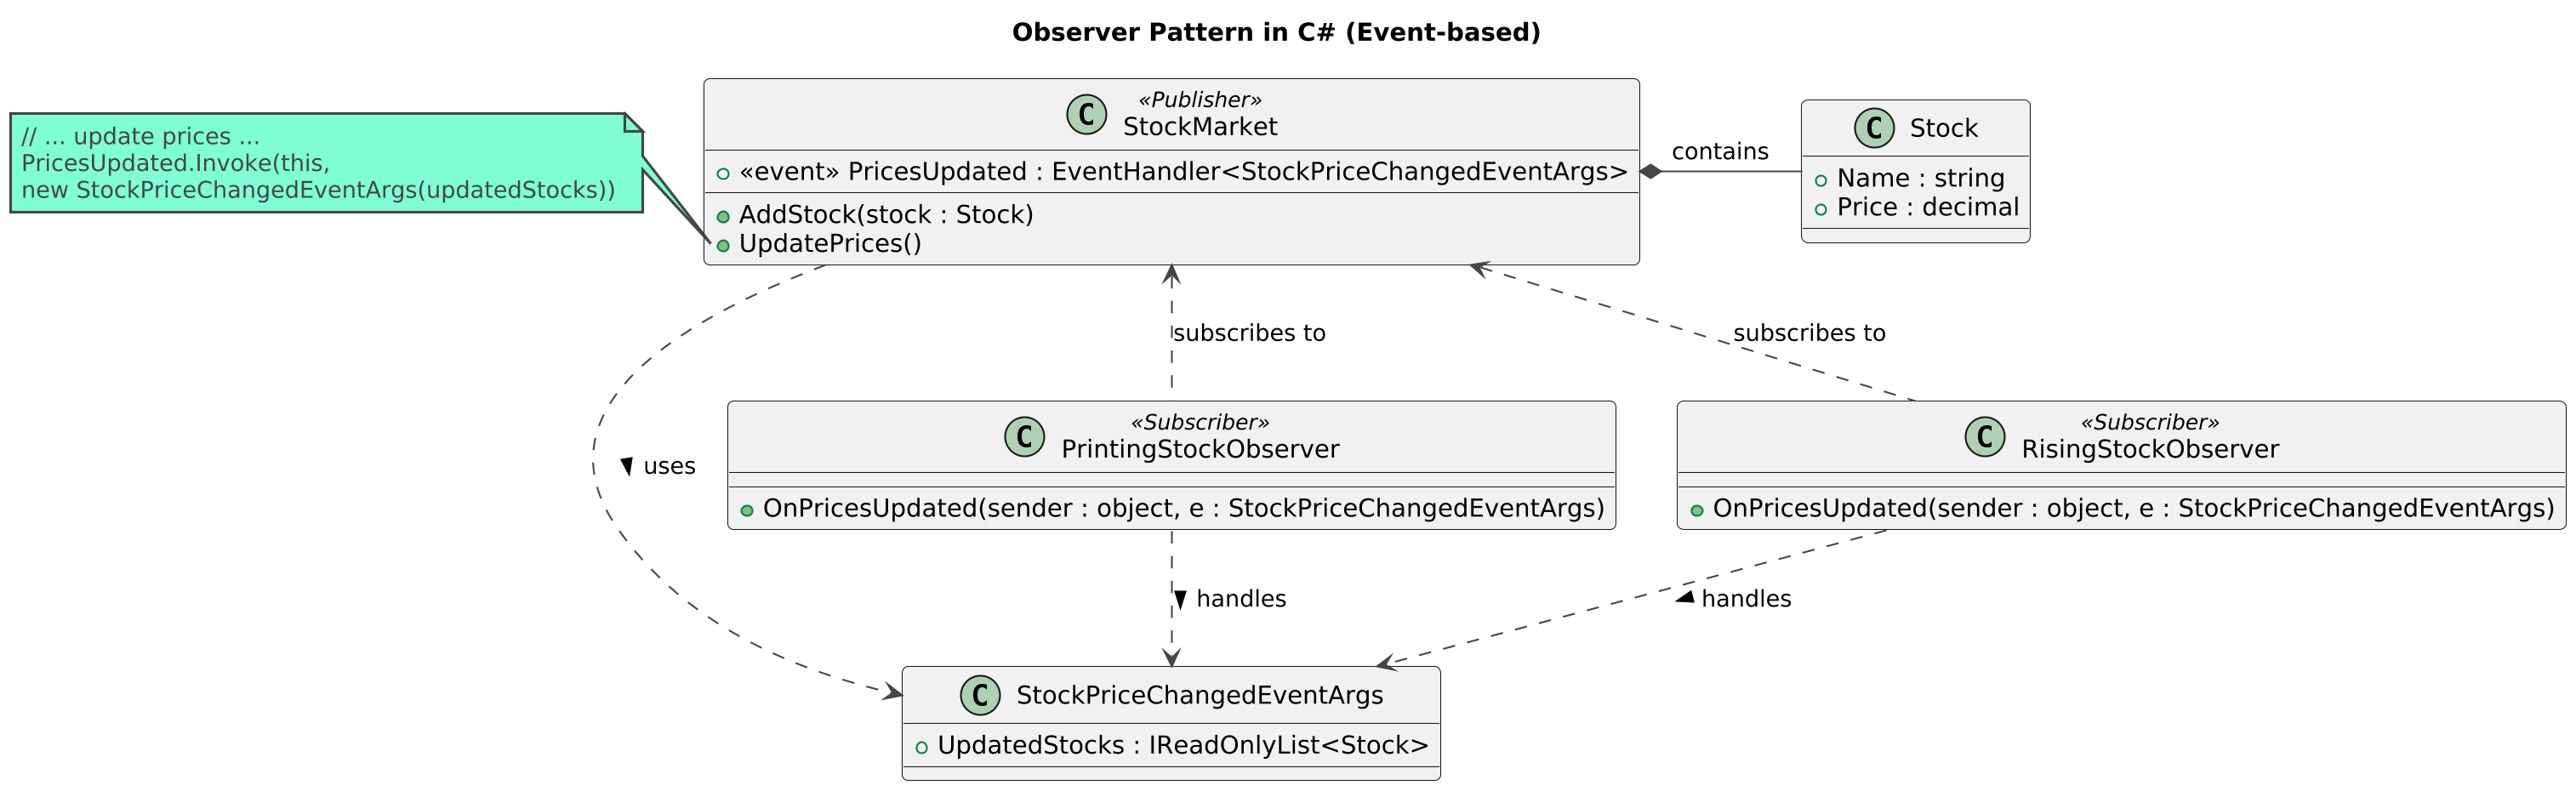 Observer Pattern in C# (Event-based)
// ... update prices ...
PricesUpdated.Invoke(this,
new StockPriceChangedEventArgs(updatedStocks))
C
«Publisher»
StockMarket
«event» PricesUpdated : EventHandler<StockPriceChangedEventArgs>
AddStock(stock : Stock)
UpdatePrices()
contains
C Stock
Name : string
Price : decimal
subscribes to
subscribes to
uses
C
«Subscriber»
PrintingStockObserver
OnPricesUpdated(sender : object, e : StockPriceChangedEventArgs)
C
«Subscriber»
RisingStockObserver
OnPricesUpdated(sender : object, e : StockPriceChangedEventArgs)
handles
handles
C StockPriceChangedEventArgs
UpdatedStocks : IReadOnlyList<Stock>